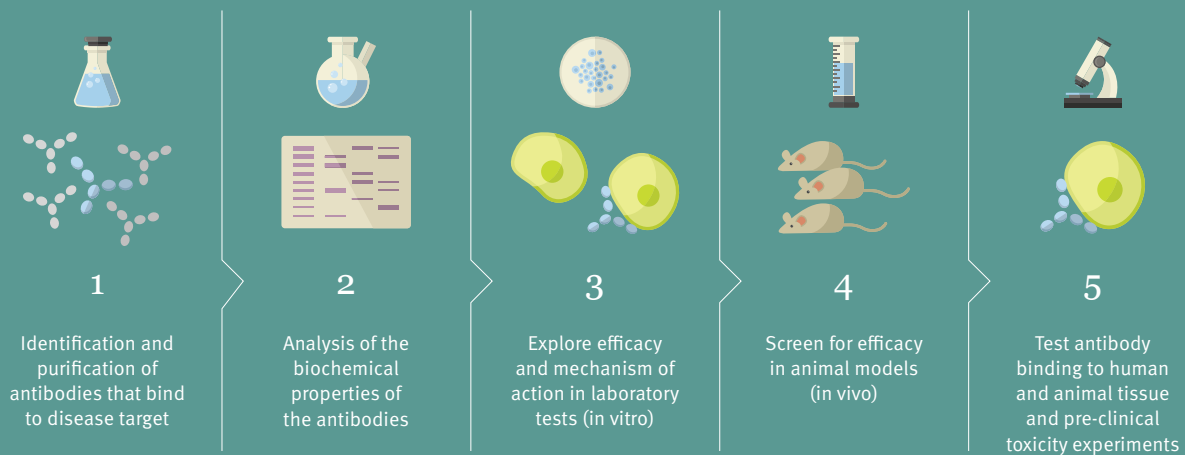 1
Identification and
purification of
antibodies that bind
to disease target
2
Analysis of the
biochemical
properties of
the antibodies
3
Explore efficacy
and mechanism of
action in laboratory
tests (in vitro)
4
Screen for efficacy
in animal models
(in vivo)
5
Test antibody
binding to human
and animal tissue
and pre-clinical
toxicity experiments